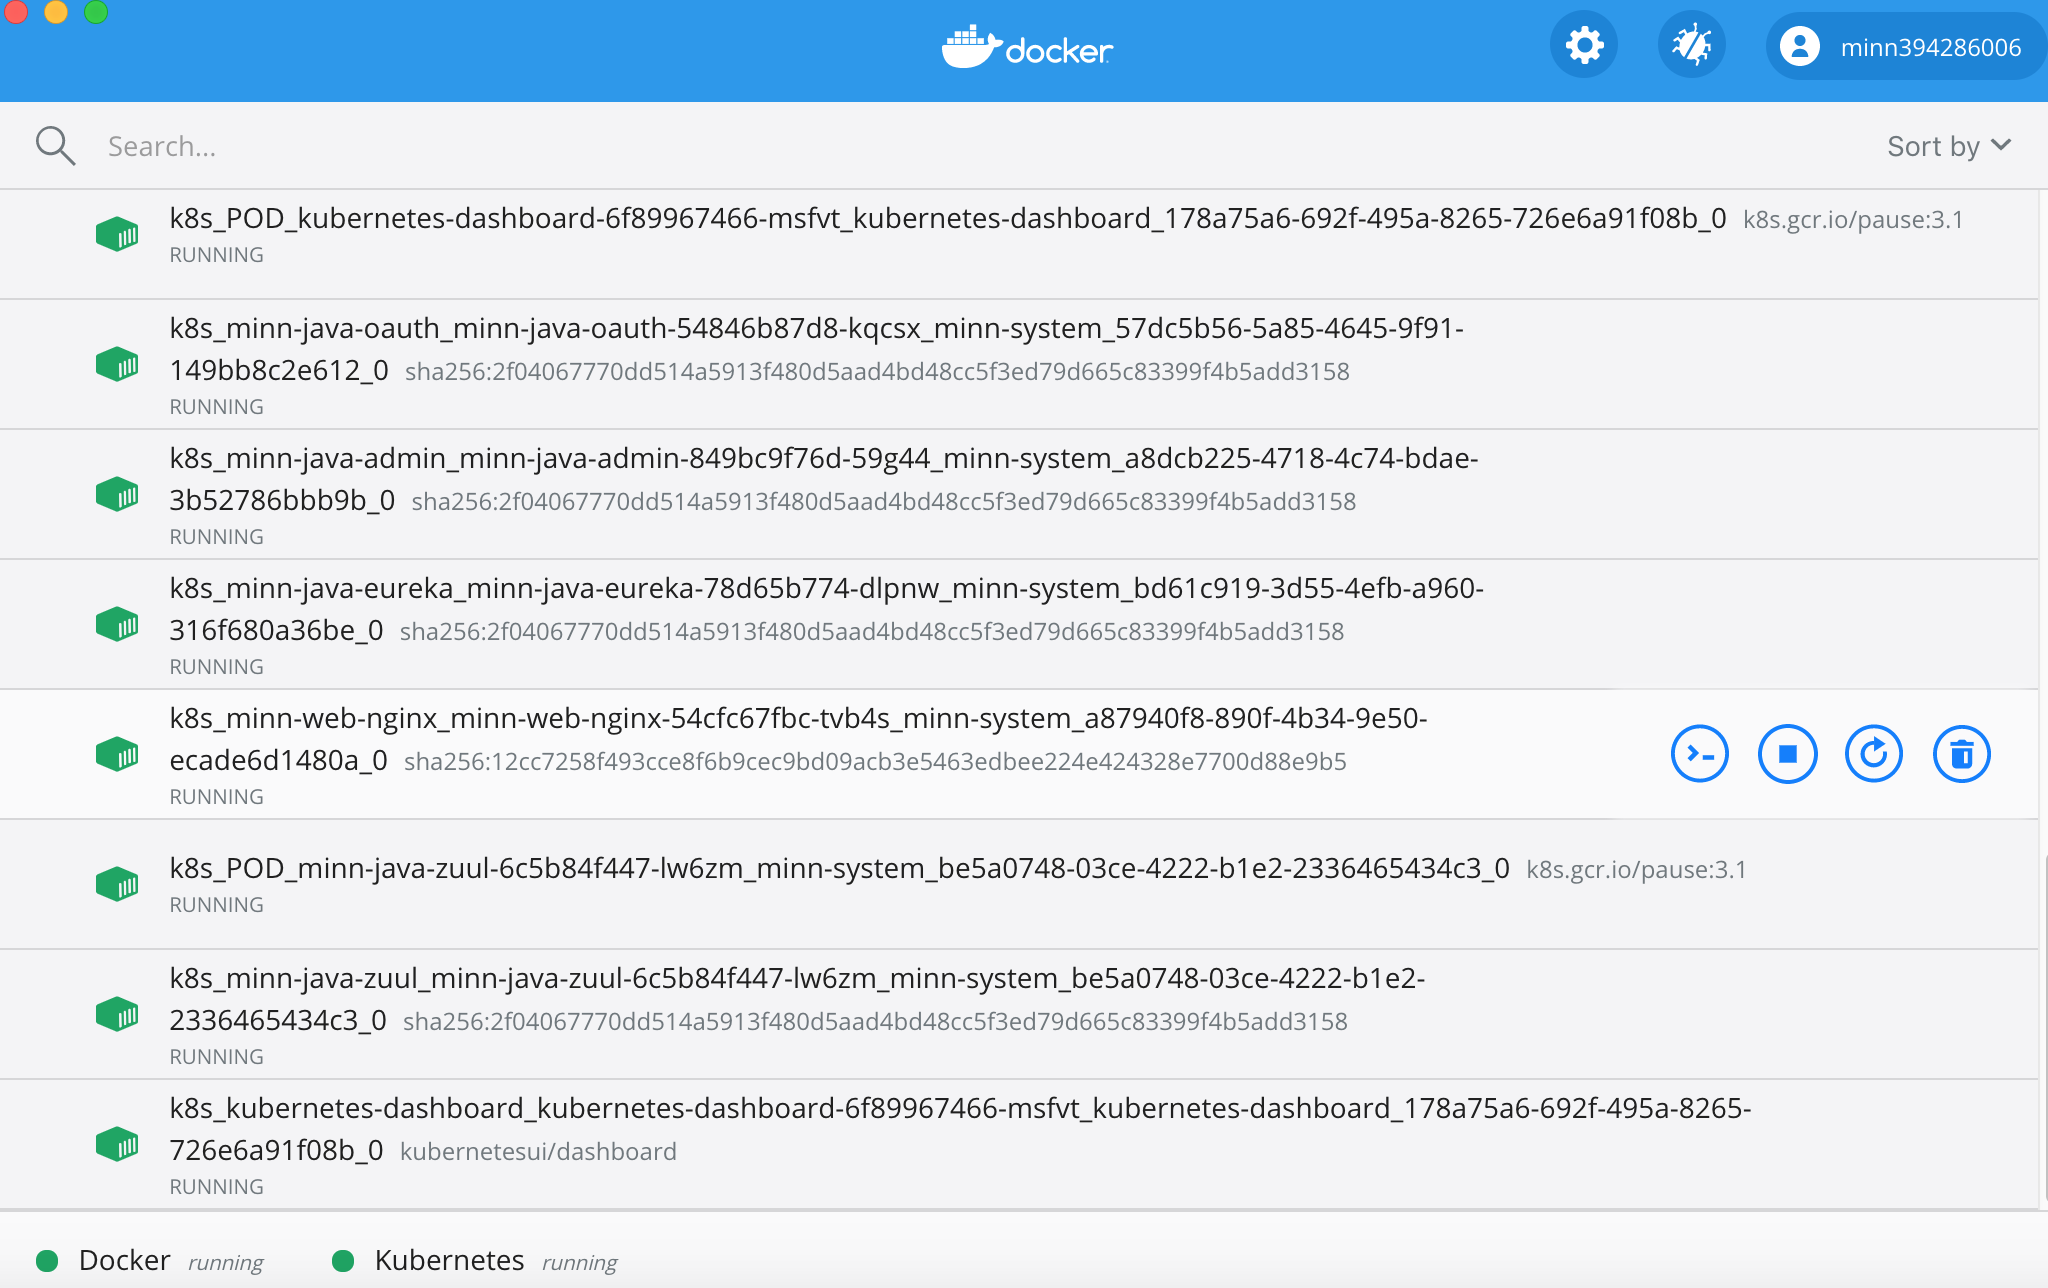 docker
minn394286006
Search...
Sort by
k8s_POD_kubernetes-dashboard-6f89967466-msfvt_kubernetes-dashboard_178a75a6-692f-495a-8265-726e6a91f08b_0 k8s.gcr.io/pause:3.1
RUNNING
k8s_minn-java-oauth_minn-java-oauth-54846b87d8-kqcsx_minn-system_57dc5b56-5a85-4645-9f91-
149bb8c2e612_0 sha256:2f04067770dd514a5913f480d5aad4bd48cc5f3ed79d665c83399f4b5add3158
RUNNING
k8s_minn-java-admin_minn-java-admin-849bc9f76d-59g44_minn-system_a8dcb225-4718-4c74-bdae-
3b52786bbb9b_0 sha256:2f04067770dd514a5913f480d5aad4bd48cc5f3ed79d665c83399f4b5add3158
RUNNING
k8s_minn-java-eureka_minn-java-eureka-78d65b774-dlpnw_minn-system_bd61c919-3d55-4efb-a960-
316f680a36be_0 sha256:2f04067770dd514a5913f480d5aad4bd48cc5f3ed79d665c83399f4b5add3158
RUNNING
k8s_minn-web-nginx_minn-web-nginx-54cfc67fbc-tvb4s_minn-system_a87940f8-890f-4b34-9e50-
ecade6d1480a_0 sha256:12cc7258f493cce8f6b9cec9bd09acb3e5463edbee224e424328e7700d88e9b5
RUNNING
k8s_POD_minn-java-zuul-6c5b84f447-lw6zm_minn-system_be5a0748-03ce-4222-b1e2-2336465434c3_0 k8s.gcr.io/pause:3.1
RUNNING
k8s_minn-java-zuul_minn-java-zuul-6c5b84f447-lw6zm_minn-system_be5a0748-03ce-4222-b1e2-
2336465434c3_0 sha256:2f04067770dd514a5913f480d5aad4bd48cc5f3ed79d665c83399f4b5add3158
RUNNING
k8s_kubernetes-dashboard_kubernetes-dashboard-6f89967466-msfvt_kubernetes-dashboard_178a75a6-692f-495a-8265-
726e6a91f08b_0 kubernetesui/dashboard
RUNNING
Docker running Kubernetes running